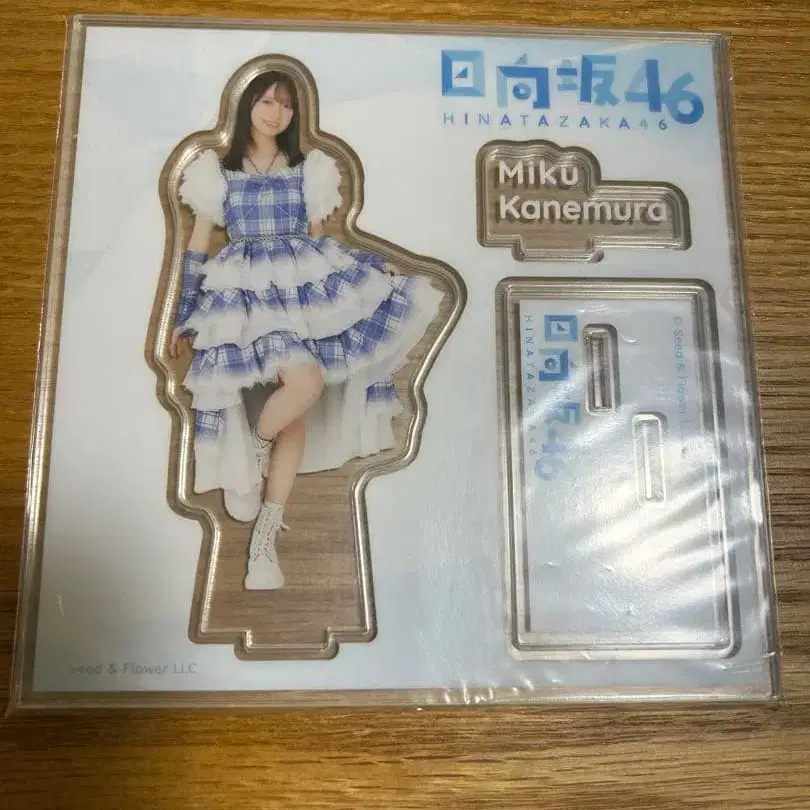 日向坂46
HINATAZAKA46
Miku
Kanemura
日向坂46
HINATAZAKA46
© Seed & Flower LLC
Seed & Flower LLC